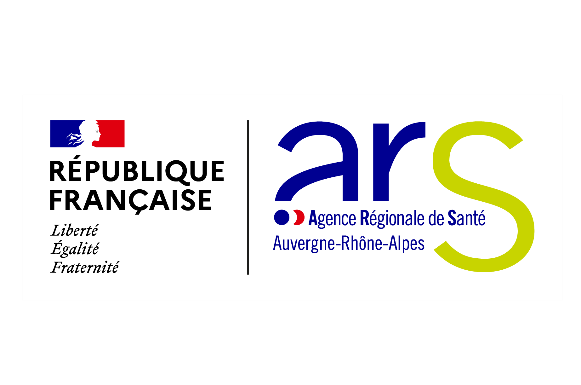 RÉPUBLIQUE
FRANÇAISE
Liberté
Égalité
Fraternité
ars
Agence Régionale de Santé
Auvergne-Rhône-Alpes